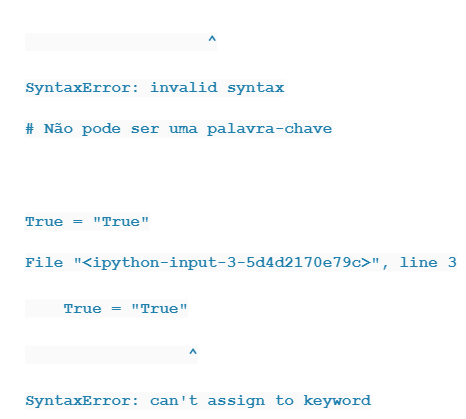 ^
SyntaxError: invalid syntax
# Não pode ser uma palavra-chave
True = "True"
File "<ipython-input-3-5d4d2170e79c>", line 3
True = "True"
^
SyntaxError: can't assign to keyword